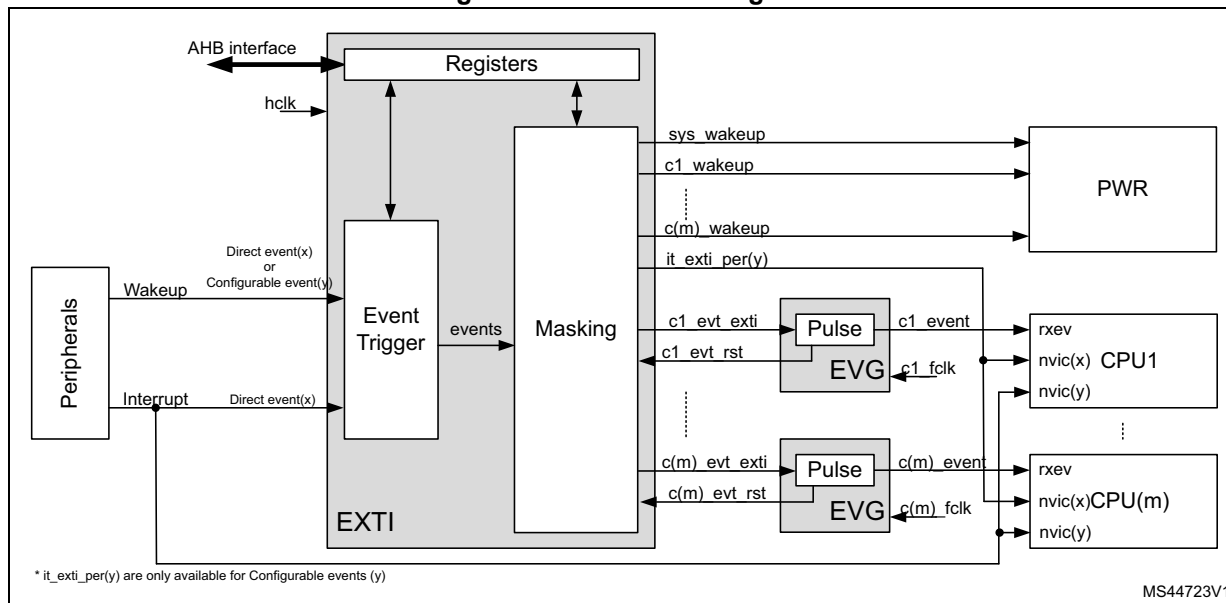 AHB interface
Registers
hclk
sys_wakeup
c1_wakeup
PWR
c(m)_wakeup
it_exti_per(y)
Direct event(x)
or
Configurable event(y)
Peripherals
Wakeup
Event
Trigger
events
Masking
c1_evt_exti
Pulse
c1_event
rxev
c1_evt_rst
EVG
c1_fclk
nvic(x)
CPU1
nvic(y)
Interrupt
Direct event(x)
c(m)_evt_exti
Pulse
c(m)_event
rxev
c(m)_evt_rst
EVG
c(m)_fclk
nvic(x)
CPU(m)
nvic(y)
EXTI
* it_exti_per(y) are only available for Configurable events (y)
MS44723V1